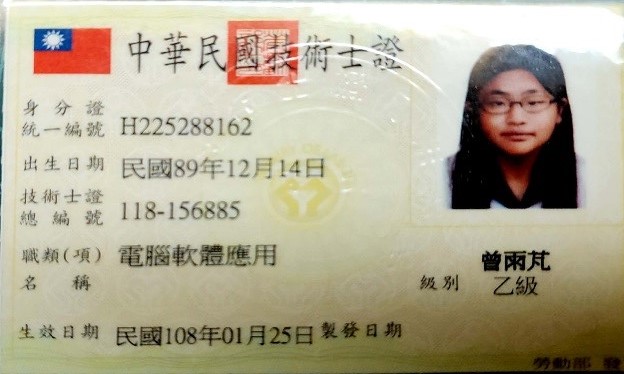 中華民國技術士證
身分證
統一編號 H225288162
出生日期 民國89年12月14日
技術士證
總編號 118-156885
職類(項) 電腦軟體應用
名稱
曾雨芃
級別 乙級
生效日期 民國108年01月25日 製發日期
勞動部 發